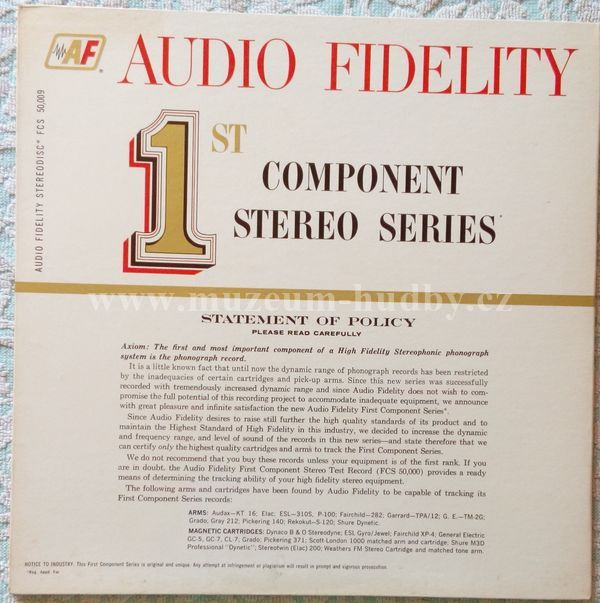 AF
AUDIO FIDELITY
1ST
COMPONENT
STEREO SERIES
AUDIO FIDELITY STEREODISC* FCS 50,009
www.muzeum-hudby.cz
STATEMENT OF POLICY
PLEASE READ CAREFULLY
Axiom: The first and most important component of a High Fidelity Stereophonic phonograph
system is the phonograph record.
It is a little known fact that until now the dynamic range of phonograph records has been restricted
by the inadequacies of certain cartridges and pick-up arms. Since this new series was successfully
recorded with tremendously increased dynamic range and since Audio Fidelity does not wish to com-
promise the full potential of this recording project to accommodate inadequate equipment, we announce
with great pleasure and infinite satisfaction the new Audio Fidelity First Component Series*.
Since Audio Fidelity desires to raise still further the high quality standards of its product and to
maintain the Highest Standard of High Fidelity in this industry, we decided to increase the dynamic
and frequency range, and level of sound of the records in this new series—and state therefore that we
can certify only the highest quality cartridges and arms to track the First Component Series.
We do not recommend that you buy these records unless your equipment is of the first rank. If you
are in doubt, the Audio Fidelity First Component Stereo Test Record (FCS 50,000) provides a ready
means of determining the tracking ability of your high fidelity stereo equipment.
The following arms and cartridges have been found by Audio Fidelity to be capable of tracking its
First Component Series records:
ARMS: Audax—KT 16; Elac; ESL—310S, P-100; Fairchild—282; Garrard—TPA/12; G. E.—TM-2G;
Grado; Gray 212; Pickering 140; Rekokut—S-120; Shure Dynetic.
MAGNETIC CARTRIDGES: Dynaco B & O Stereodyne; ESL Gyro/Jewel; Fairchild XP-4; General Electric
GC-5, GC-7, CL-7; Grado; Pickering 371; Scott-London 1000 matched arm and cartridge; Shure M3D
Professional "Dynetic"; Stereotwin (Elac) 200; Weathers FM Stereo Cartridge and matched tone arm.
NOTICE TO INDUSTRY: This First Component Series is original and unique. Any attempt at infringement or plagiarism will result in prompt and vigorous prosecution.
*Reg. Appd. For